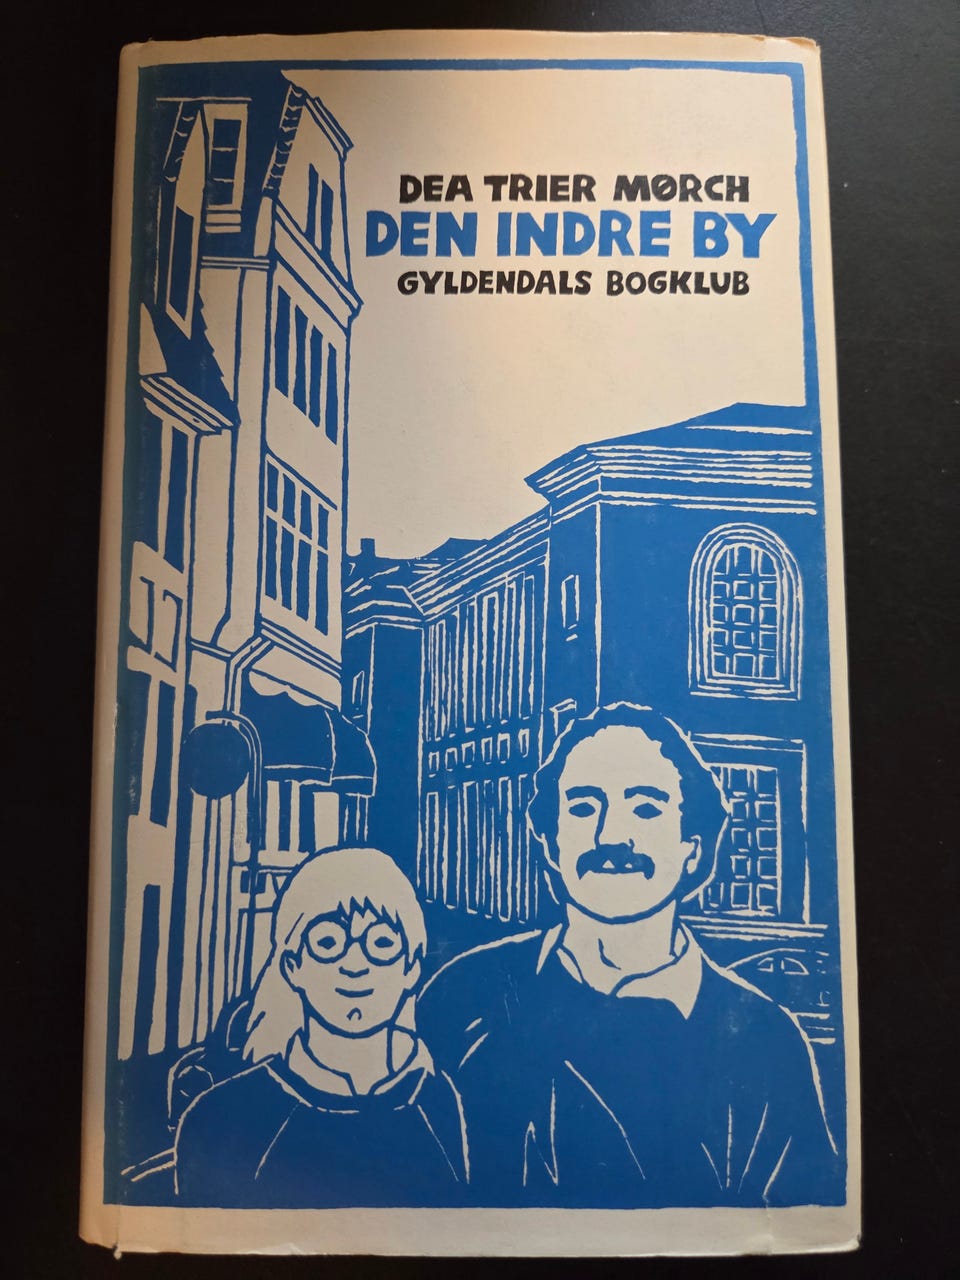 DEA TRIER MØRCH
DEN INDRE BY
GYLDENDALS BOGKLUB